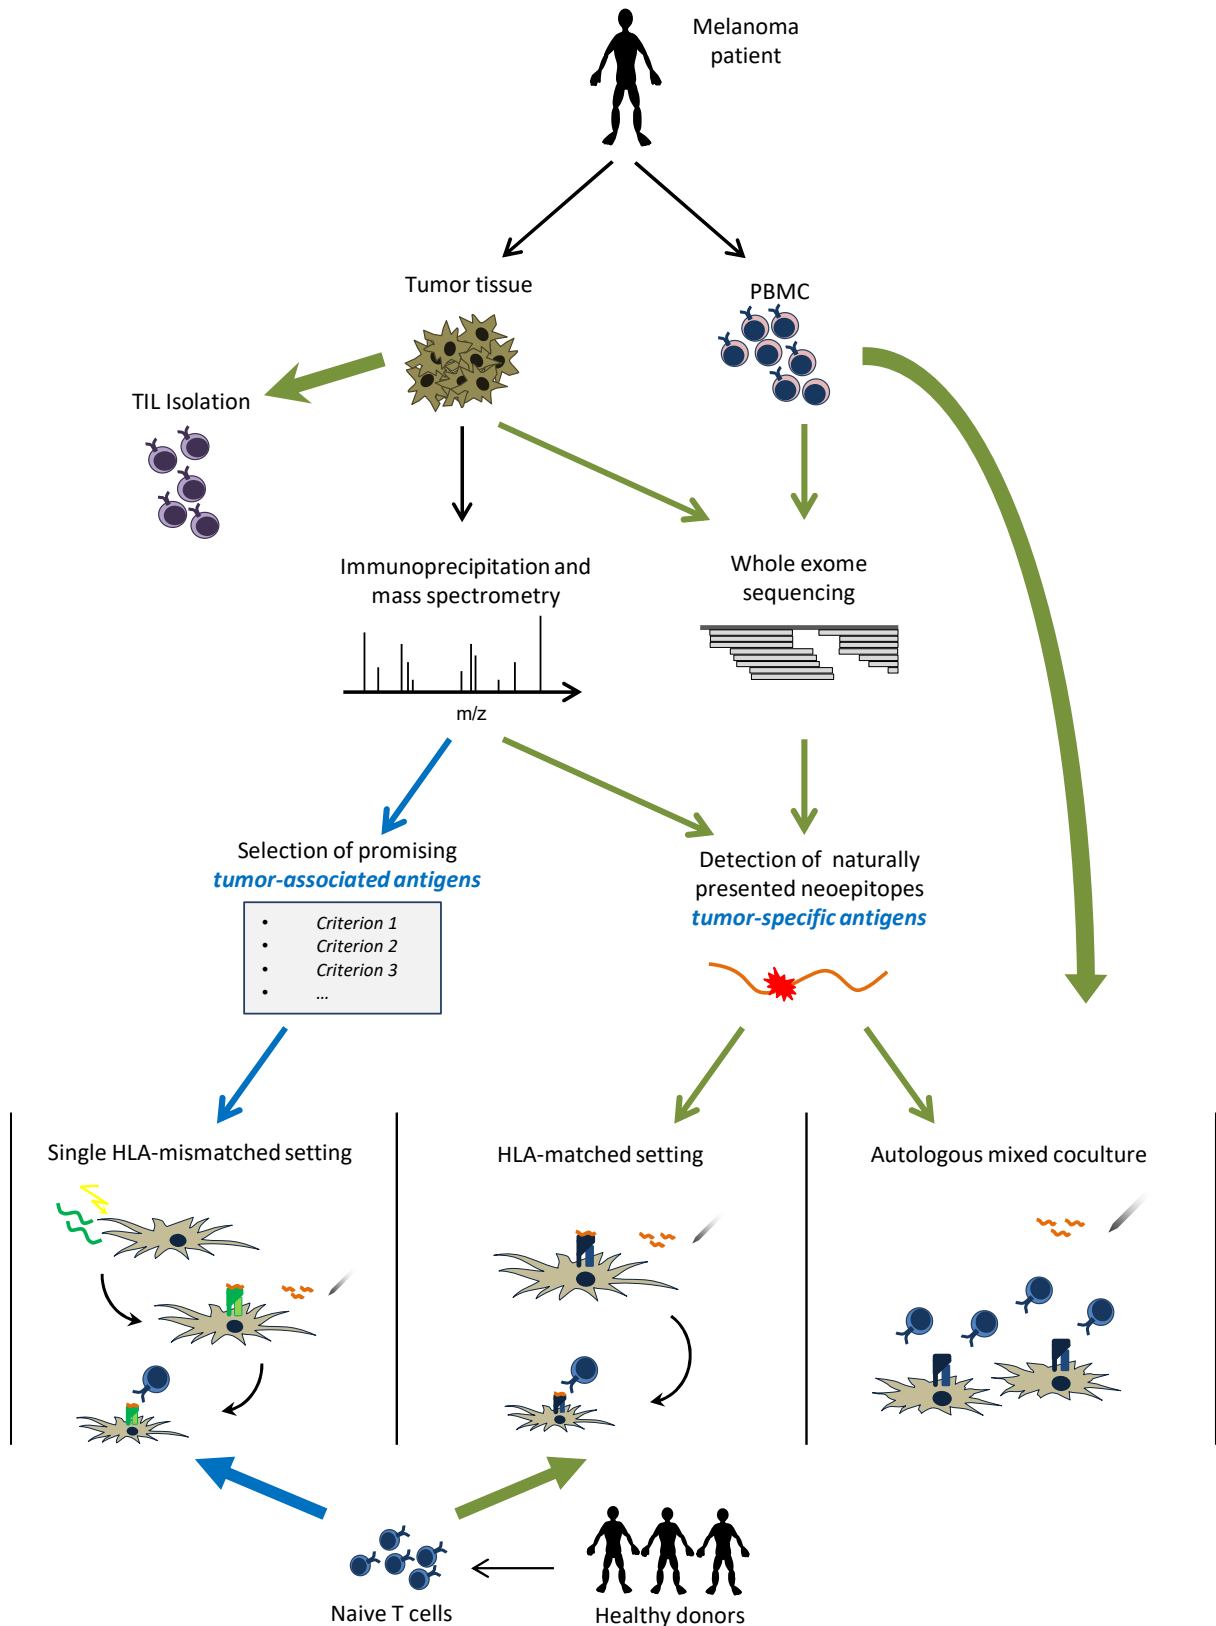 Melanoma
patient
Tumor tissue
PBMC
TIL Isolation
Immunoprecipitation and
mass spectrometry
m/z
Whole exome
sequencing
Selection of promising
tumor-associated antigens
• Criterion 1
• Criterion 2
• Criterion 3
• ...
Detection of naturally
presented neoepitopes
tumor-specific antigens
Single HLA-mismatched setting
HLA-matched setting
Autologous mixed coculture
Naive T cells
Healthy donors